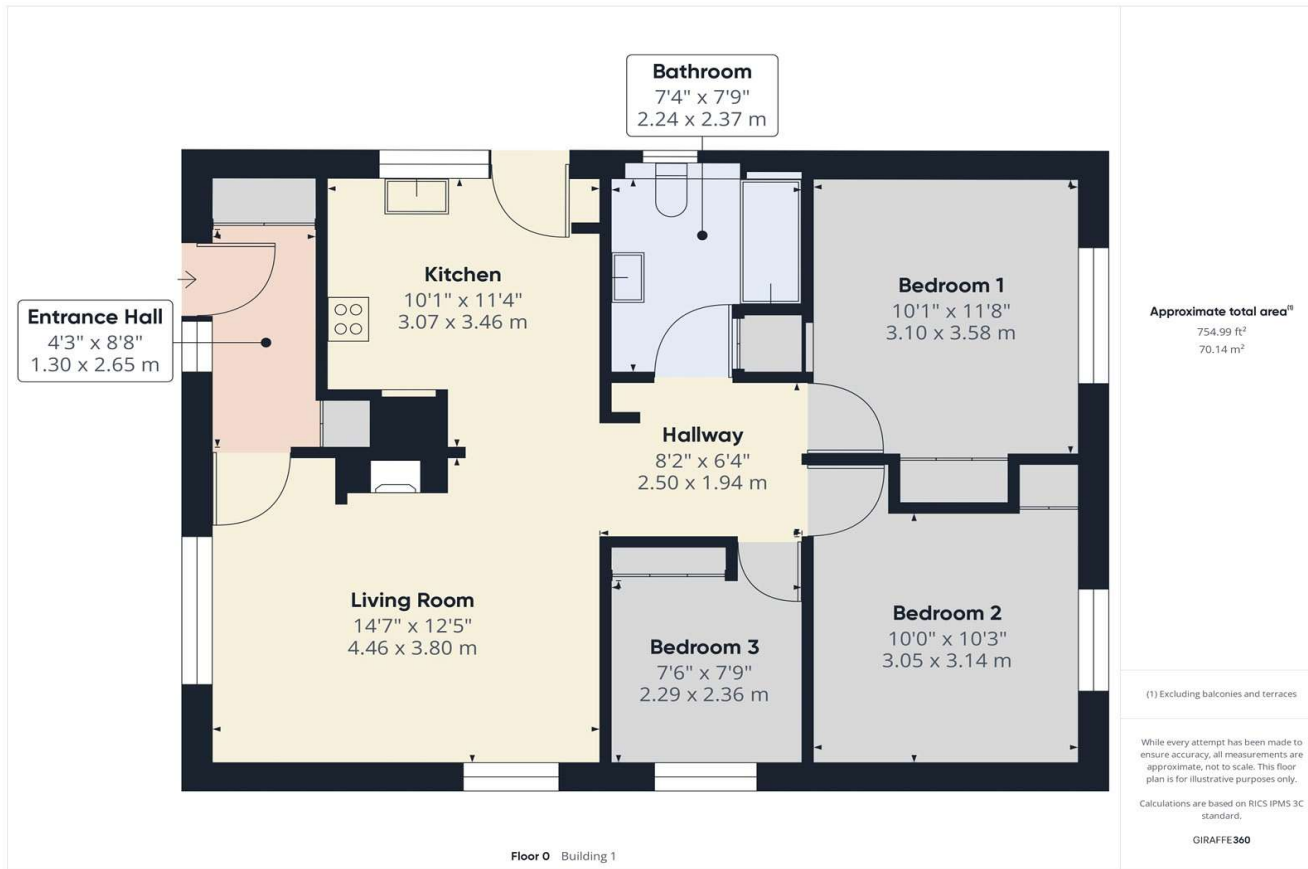 Bathroom
7'4" x 7'9"
2.24 x 2.37 m
Kitchen
10'1" x 11'4"
3.07 x 3.46 m
Bedroom 1
10'1" x 11'8"
3.10 x 3.58 m
Entrance Hall
4'3" x 8'8"
1.30 x 2.65 m
Hallway
8'2" x 6'4"
2.50 x 1.94 m
Living Room
14'7" x 12'5"
4.46 x 3.80 m
Bedroom 3
7'6" x 7'9"
2.29 x 2.36 m
Bedroom 2
10'0" x 10'3"
3.05 x 3.14 m
Floor 0 Building 1
Approximate total area⁽¹⁾
754.99 ft²
70.14 m²
(1) Excluding balconies and terraces
While every attempt has been made to
ensure accuracy, all measurements are
approximate, not to scale. This floor
plan is for illustrative purposes only.
Calculations are based on RICS IPMS 3C
standard.
GIRAFFE360